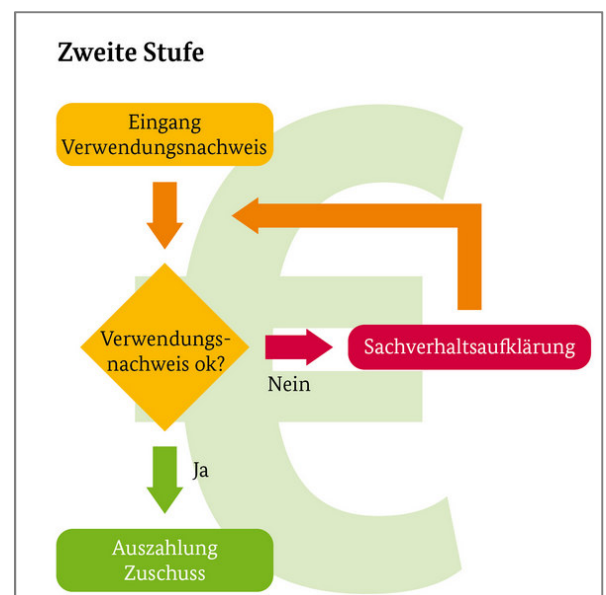 Zweite Stufe
Eingang
Verwendungsnachweis
Verwendungs-
nachweis ok?
Nein
Sachverhaltsaufklärung
Ja
Auszahlung
Zuschuss